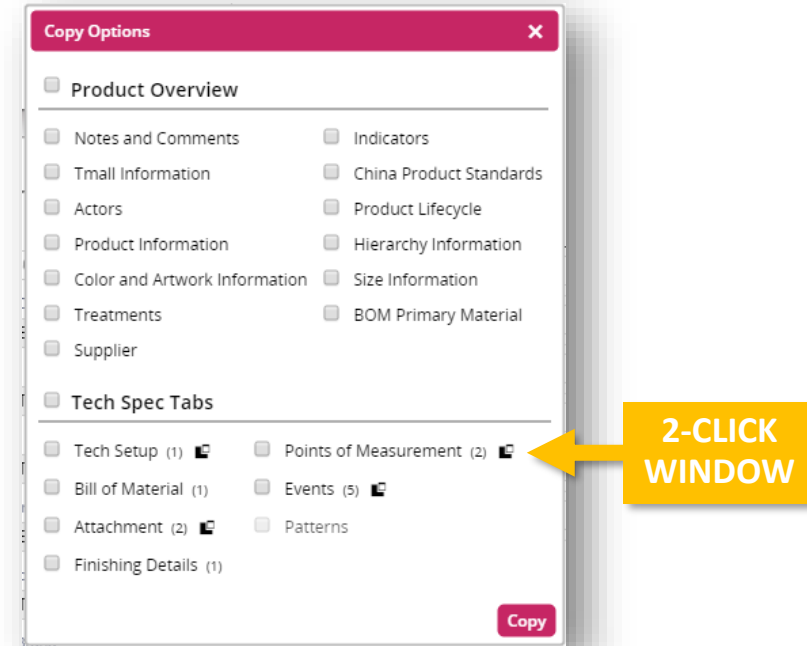 Copy Options ×
Product Overview
Notes and Comments
Indicators
Tmall Information
China Product Standards
Actors
Product Lifecycle
Product Information
Hierarchy Information
Color and Artwork Information
Size Information
Treatments
BOM Primary Material
Supplier
Tech Spec Tabs
Tech Setup (1)
Points of Measurement (2)
Bill of Material (1)
Events (5)
Attachment (2)
Patterns
Finishing Details (1)
Copy
2-CLICK
WINDOW